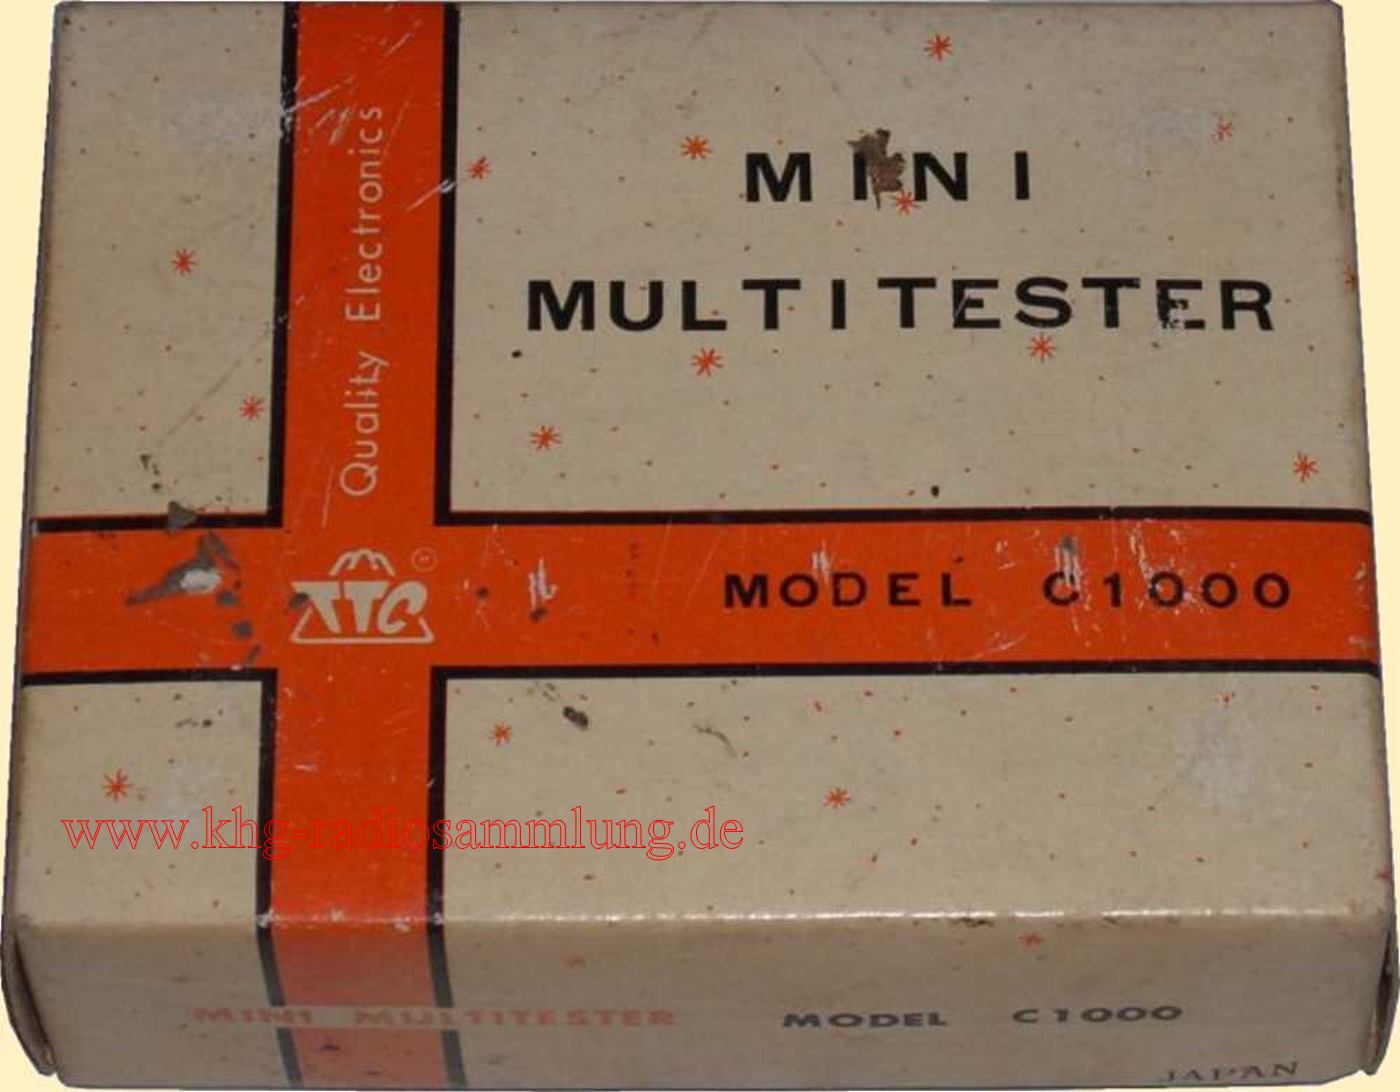 MINI
MULTITESTER
Quality Electronics
TTC
MODEL C1000
www.khg-radiosammlung.de
MINI MULTITESTER MODEL C1000
JAPAN